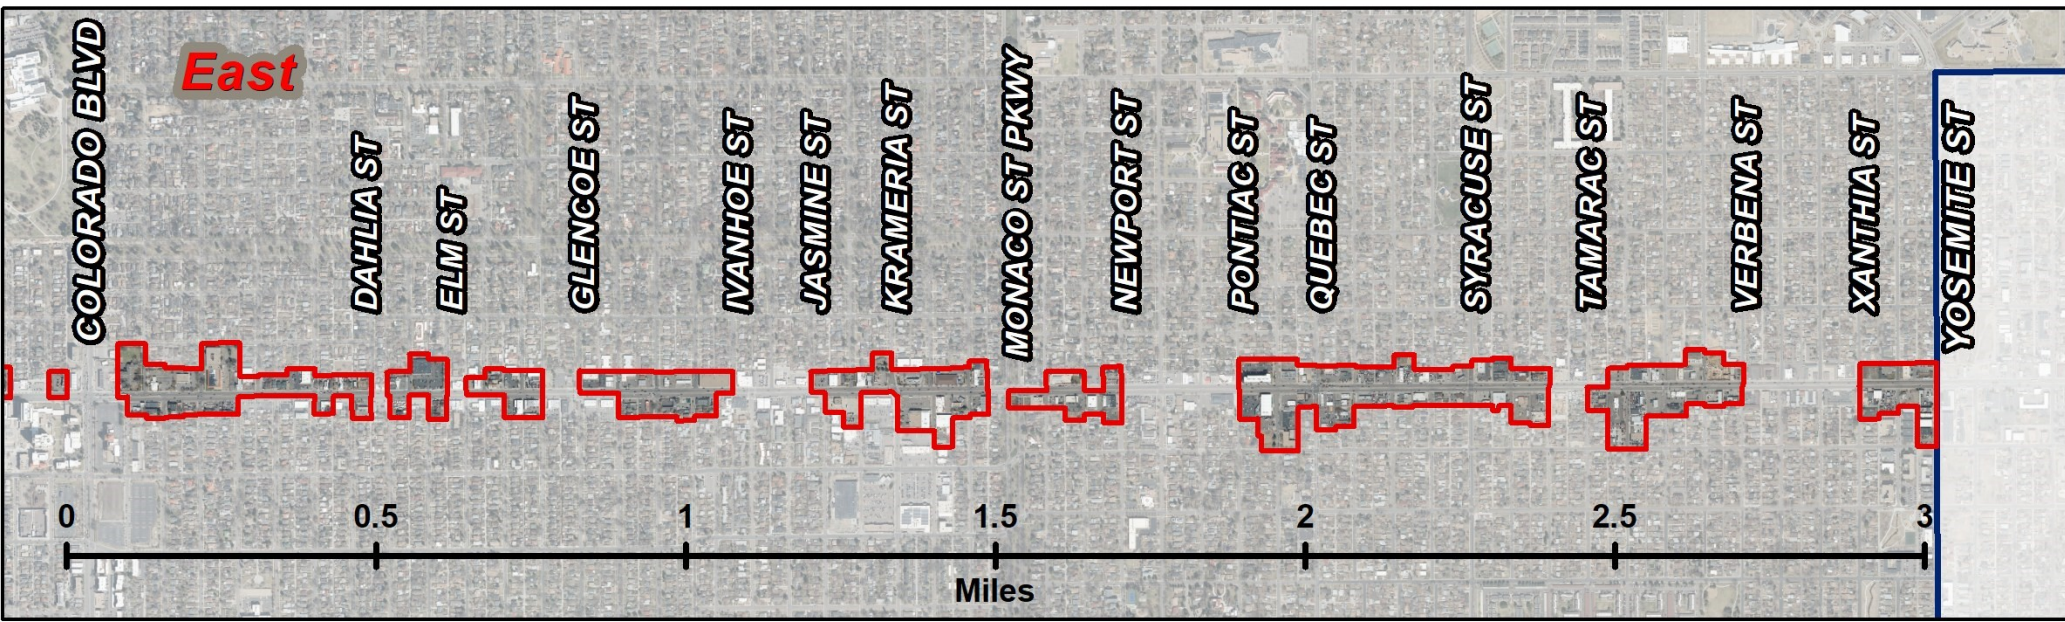 East
COLORADO BLVD
DAHLIA ST
ELM ST
GLENCOE ST
IVANHOE ST
JASMINE ST
KRAMERIA ST
MONACO ST PKWY
NEWPORT ST
PONTIAC ST
QUEBEC ST
SYRACUSE ST
TAMARAC ST
VERBENA ST
XANTHIA ST
YOSEMITE ST
0 0.5 1 1.5 2 2.5 3
Miles